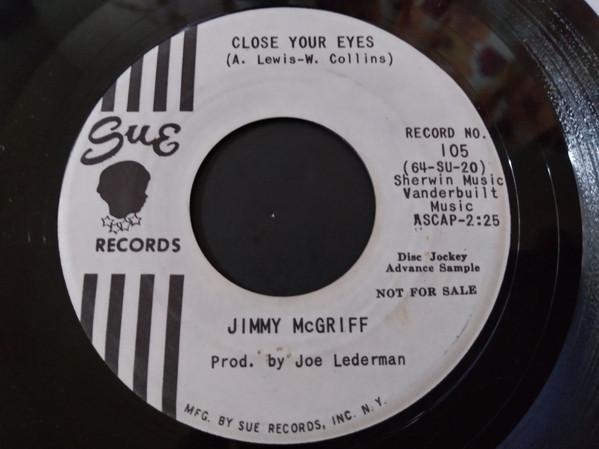 CLOSE YOUR EYES
(A. Lewis-W. Collins)
Sue
RECORDS
RECORD NO.
105
(64-SU-20)
Sherwin Music
Vanderbuilt
Music
ASCAP-2:25
Disc Jockey
Advance Sample
NOT FOR SALE
JIMMY McGRIFF
Prod. by Joe Lederman
MFG. BY SUE RECORDS, INC. N.Y.